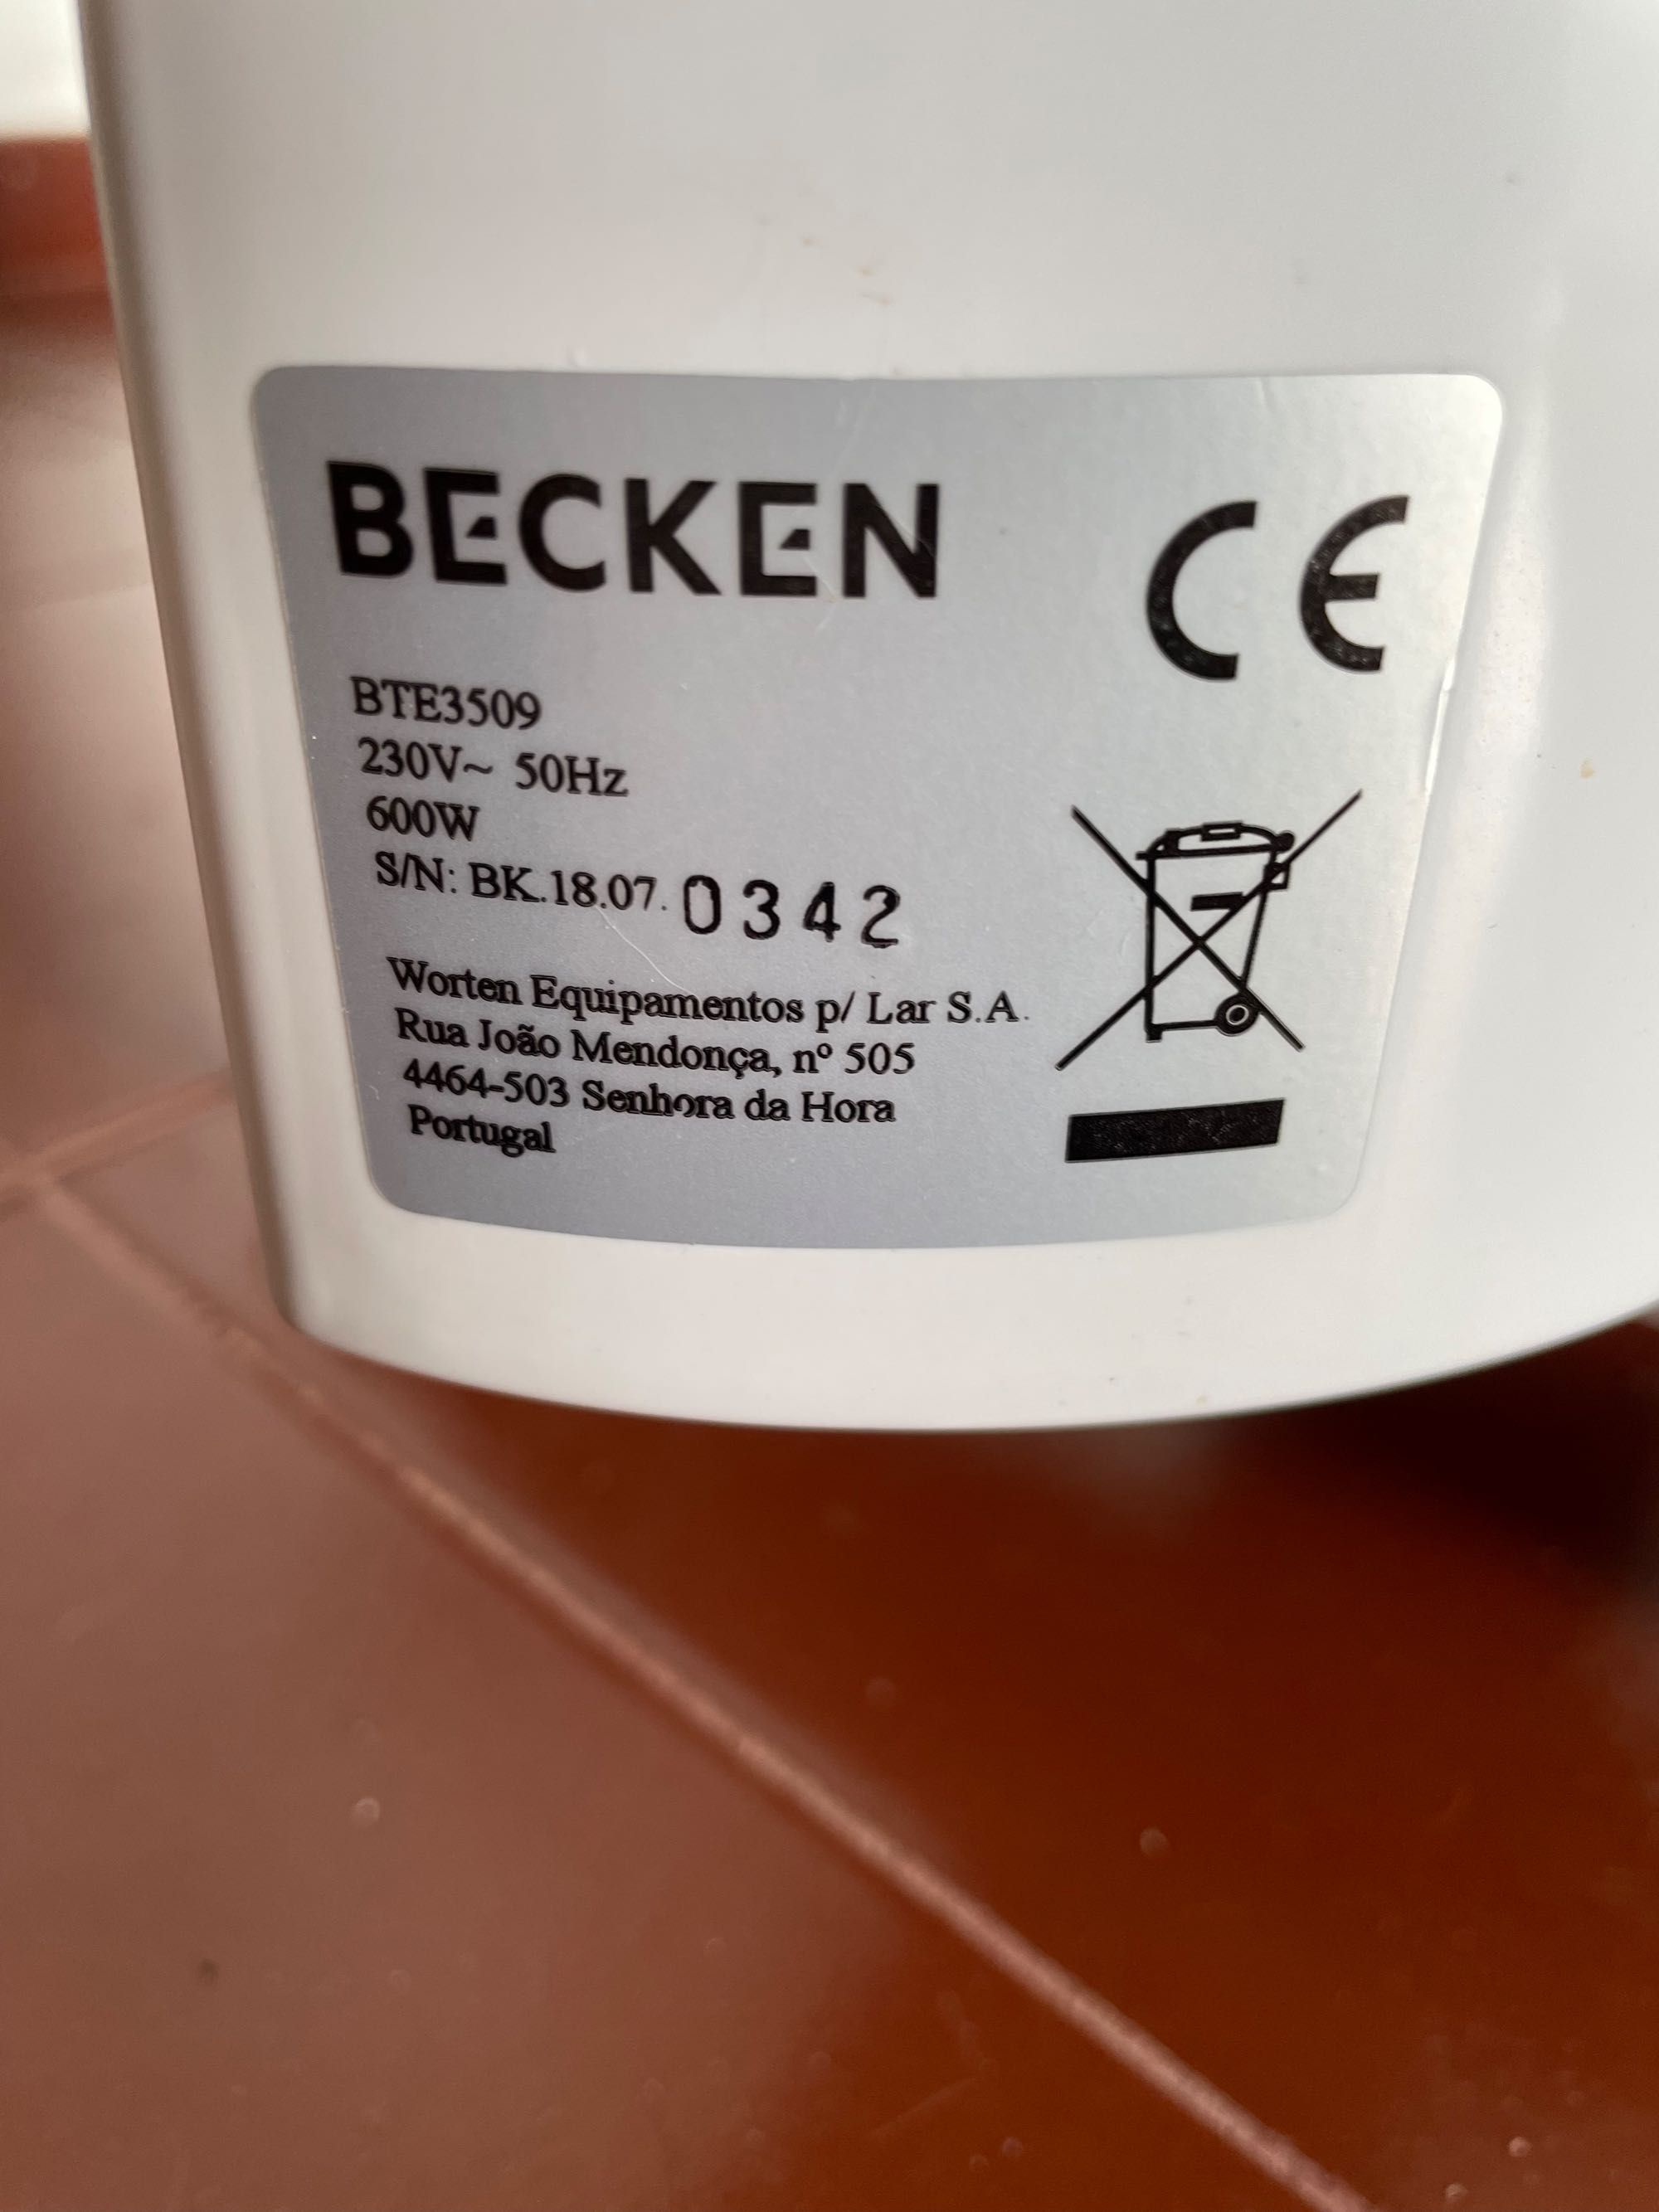 BECKEN
CE
BTE3509
230V~ 50Hz
600W
S/N: BK.18.07. 0342
Worten Equipamentos p/ Lar S.A.
Rua João Mendonça, nº 505
4464-503 Senhora da Hora
Portugal